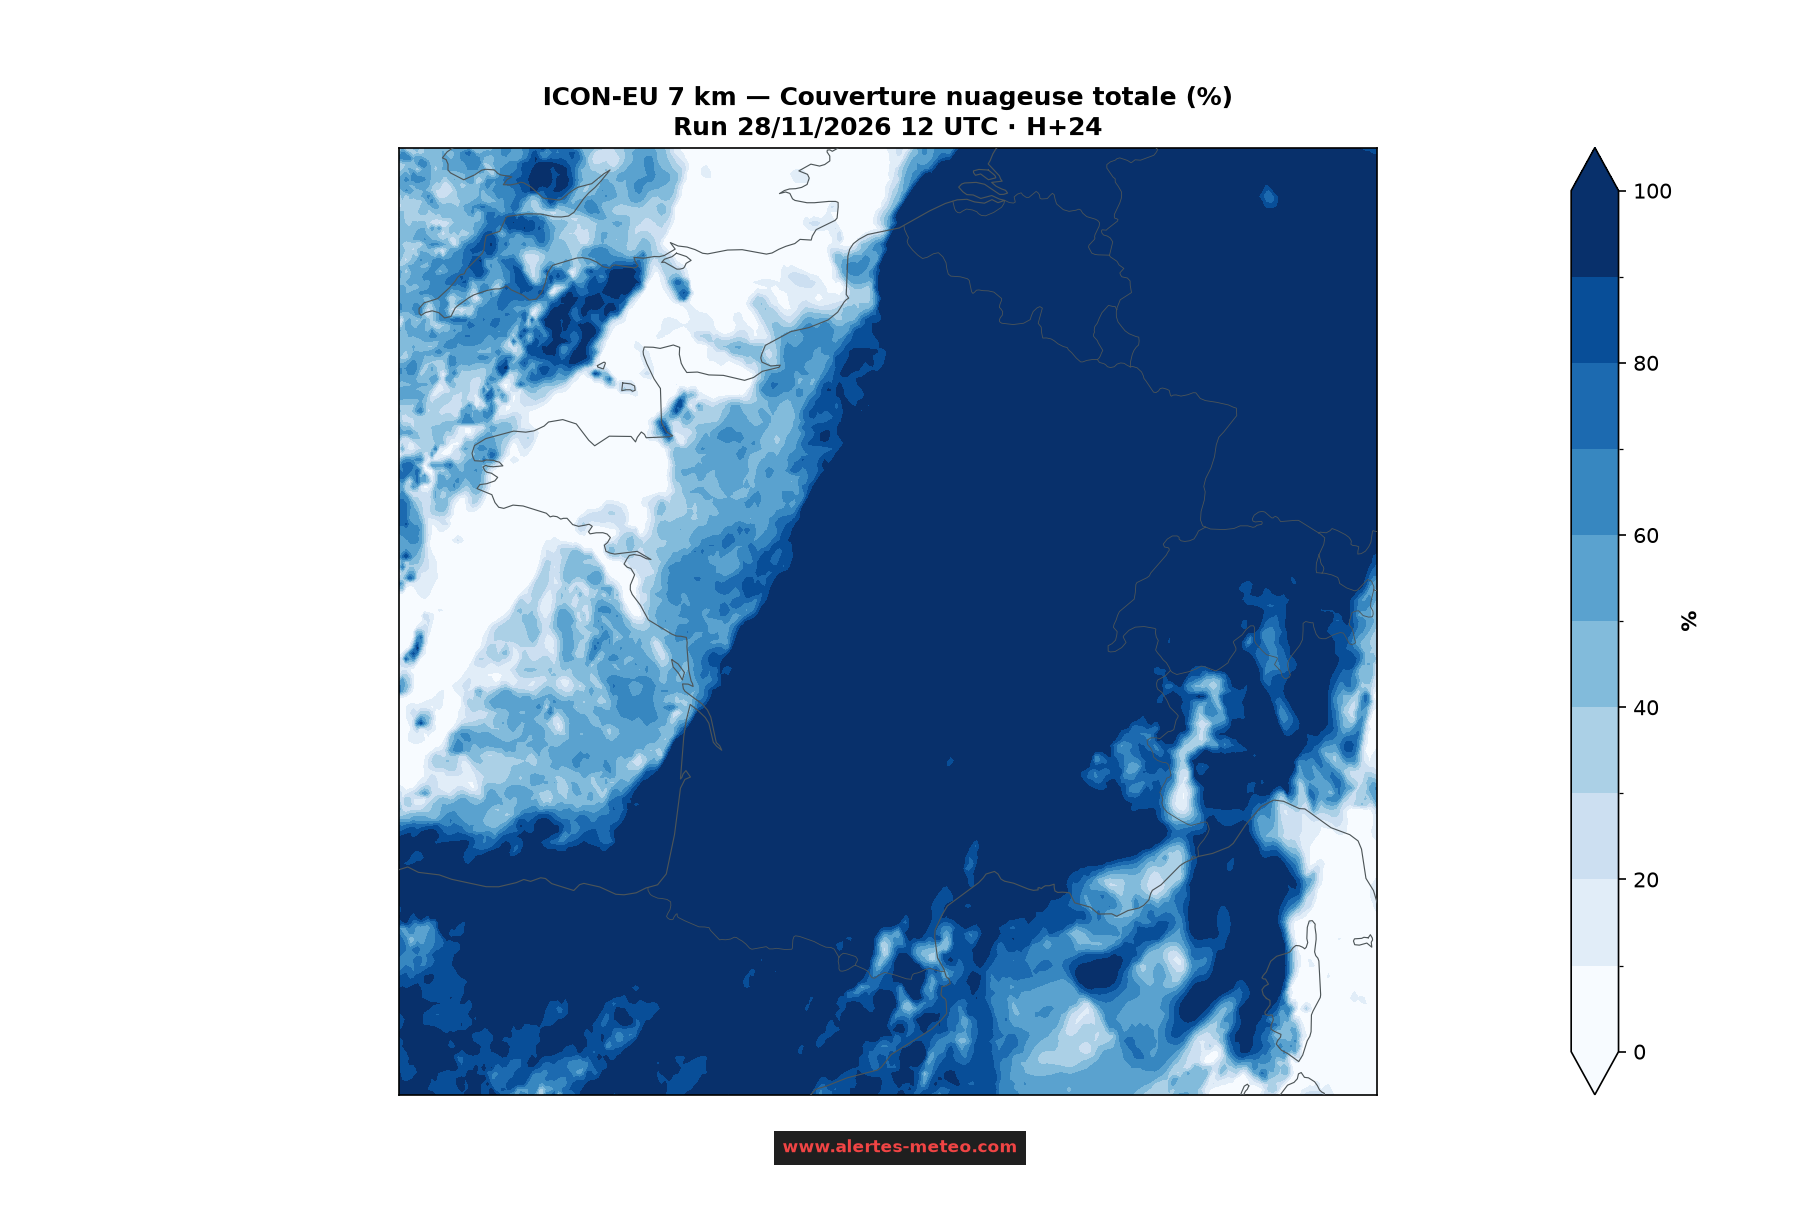 ICON-EU 7 km — Couverture nuageuse totale (%)
Run 28/11/2026 12 UTC · H+24
100
80
60
40
20
0
%
www.alertes-meteo.com